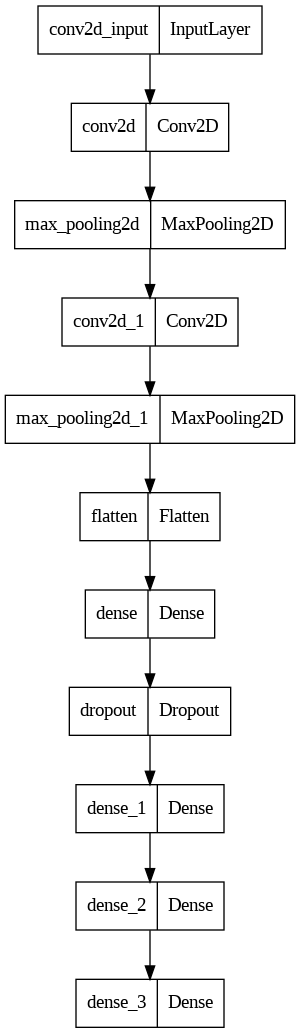 conv2d_input InputLayer
conv2d Conv2D
max_pooling2d MaxPooling2D
conv2d_1 Conv2D
max_pooling2d_1 MaxPooling2D
flatten Flatten
dense Dense
dropout Dropout
dense_1 Dense
dense_2 Dense
dense_3 Dense